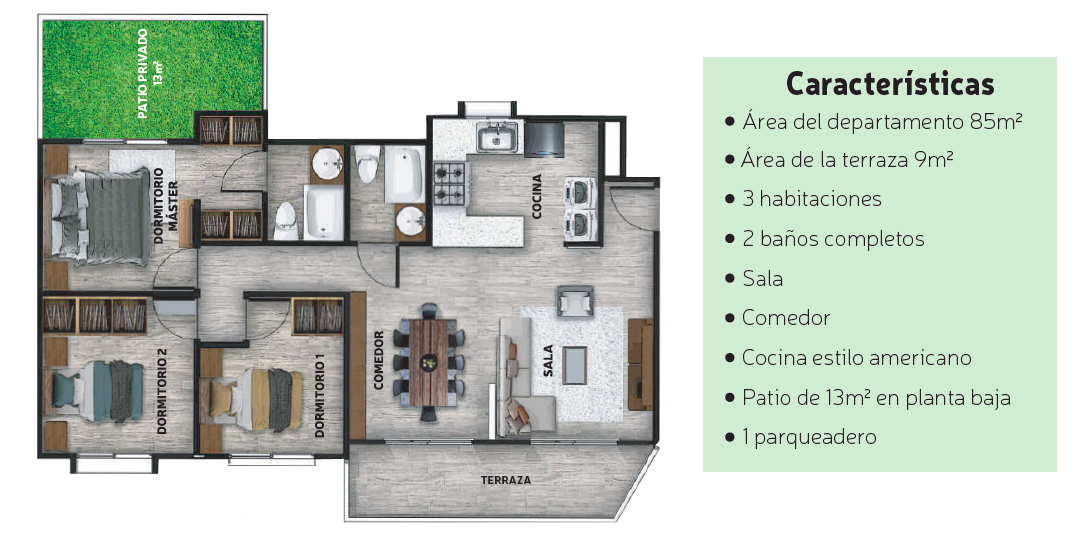 PATIO PRIVADO
13m²
DORMITORIO
MÁSTER
COCINA
DORMITORIO 2
DORMITORIO 1
COMEDOR
SALA
TERRAZA
Características
• Área del departamento 85m²
• Área de la terraza 9m²
• 3 habitaciones
• 2 baños completos
• Sala
• Comedor
• Cocina estilo americano
• Patio de 13m² en planta baja
• 1 parqueadero